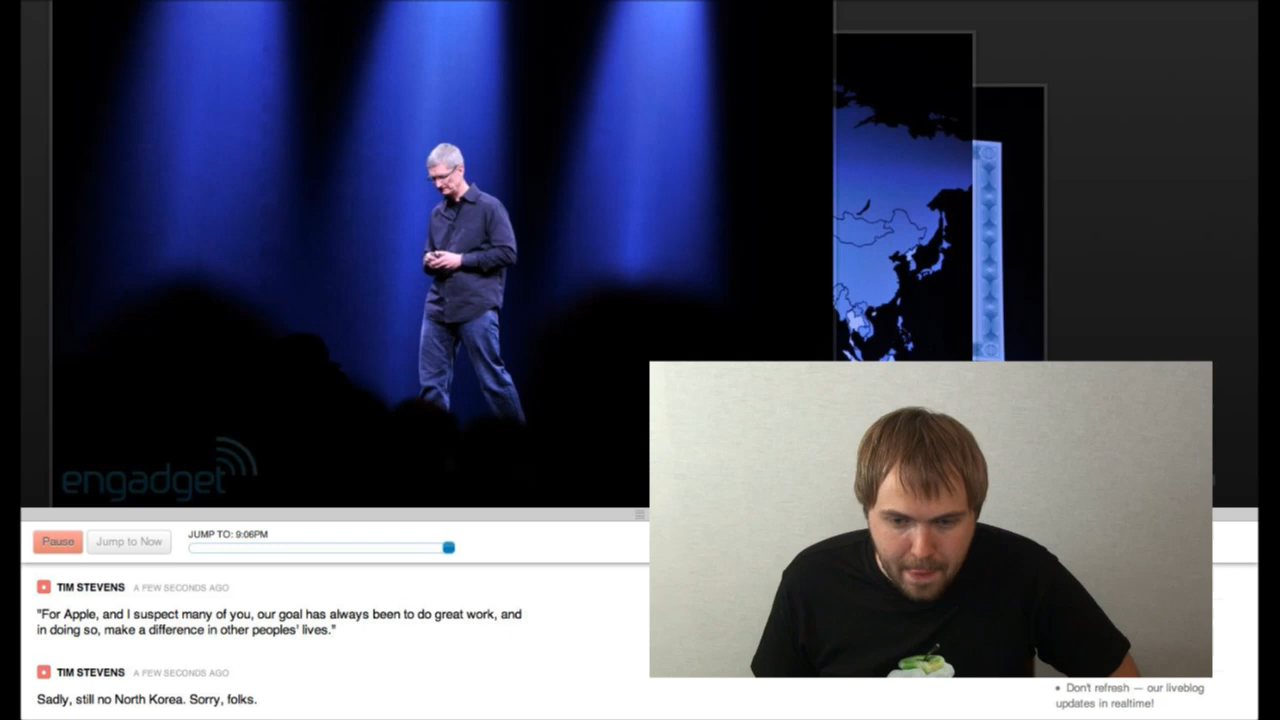 engadget
Pause
Jump to Now
JUMP TO: 9:06PM
TIM STEVENS A FEW SECONDS AGO
"For Apple, and I suspect many of you, our goal has always been to do great work, and
in doing so, make a difference in other peoples' lives."
TIM STEVENS A FEW SECONDS AGO
Sadly, still no North Korea. Sorry, folks.
• Don't refresh — our liveblog
updates in realtime!